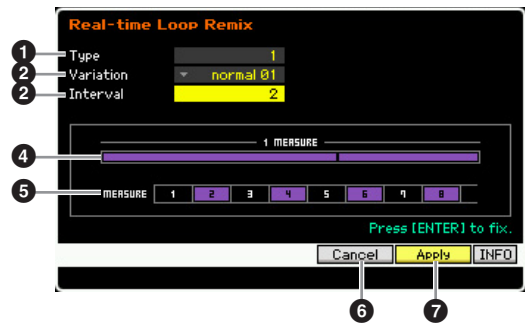 Real-time Loop Remix
1 Type 1
2 Variation normal 01
2 Interval 2
1 MEASURE
4
5 MEASURE 1 2 3 4 5 6 7 8
Press [ENTER] to fix.
Cancel Apply INFO
6 7